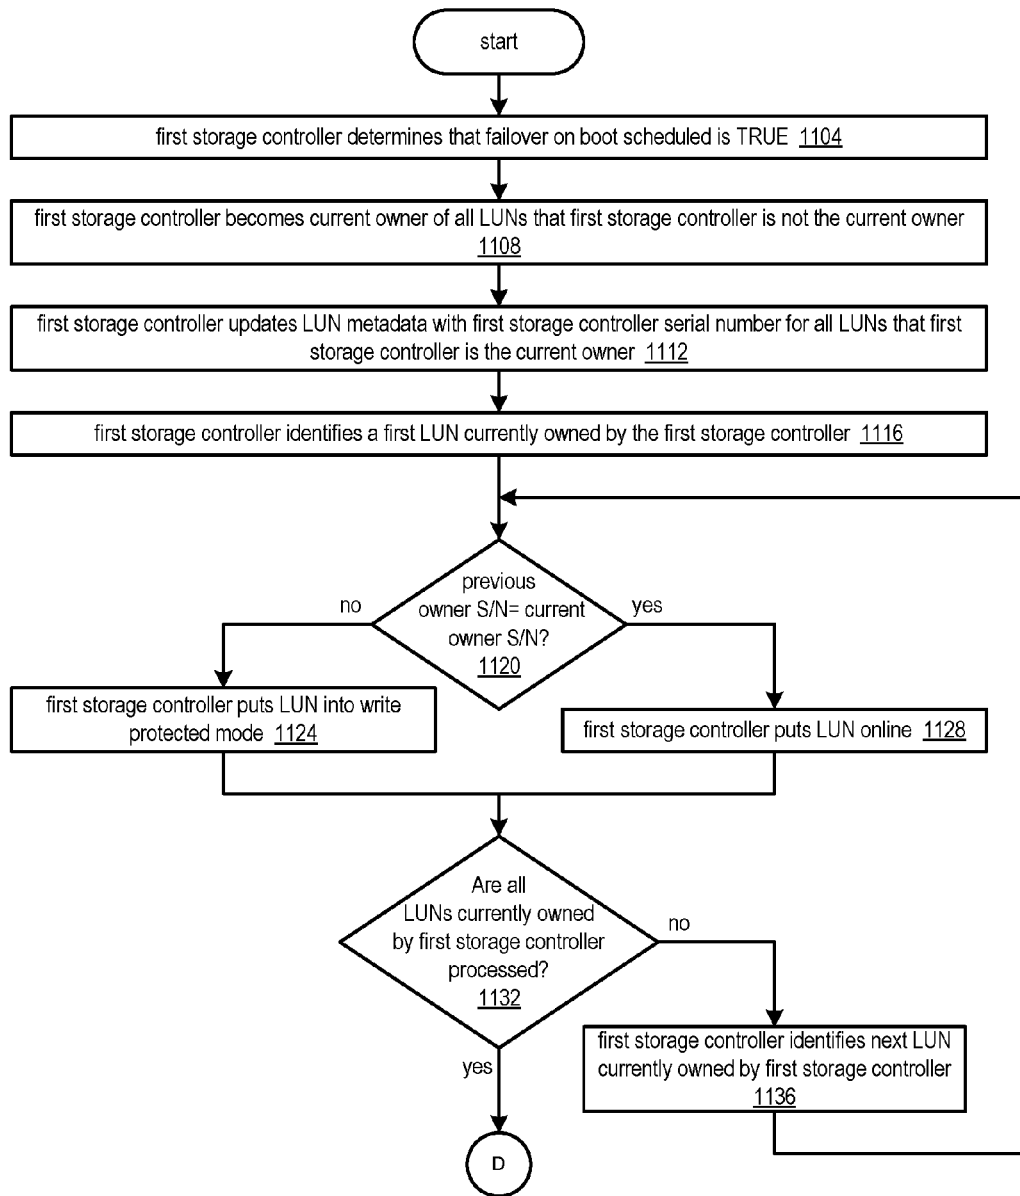 start
first storage controller determines that failover on boot scheduled is TRUE 1104
first storage controller becomes current owner of all LUNs that first storage controller is not the current owner
1108
first storage controller updates LUN metadata with first storage controller serial number for all LUNs that first
storage controller is the current owner 1112
first storage controller identifies a first LUN currently owned by the first storage controller 1116
previous
owner S/N= current
owner S/N?
1120
no
yes
first storage controller puts LUN into write
protected mode 1124
first storage controller puts LUN online 1128
Are all
LUNs currently owned
by first storage controller
processed?
1132
no
yes
first storage controller identifies next LUN
currently owned by first storage controller
1136
D